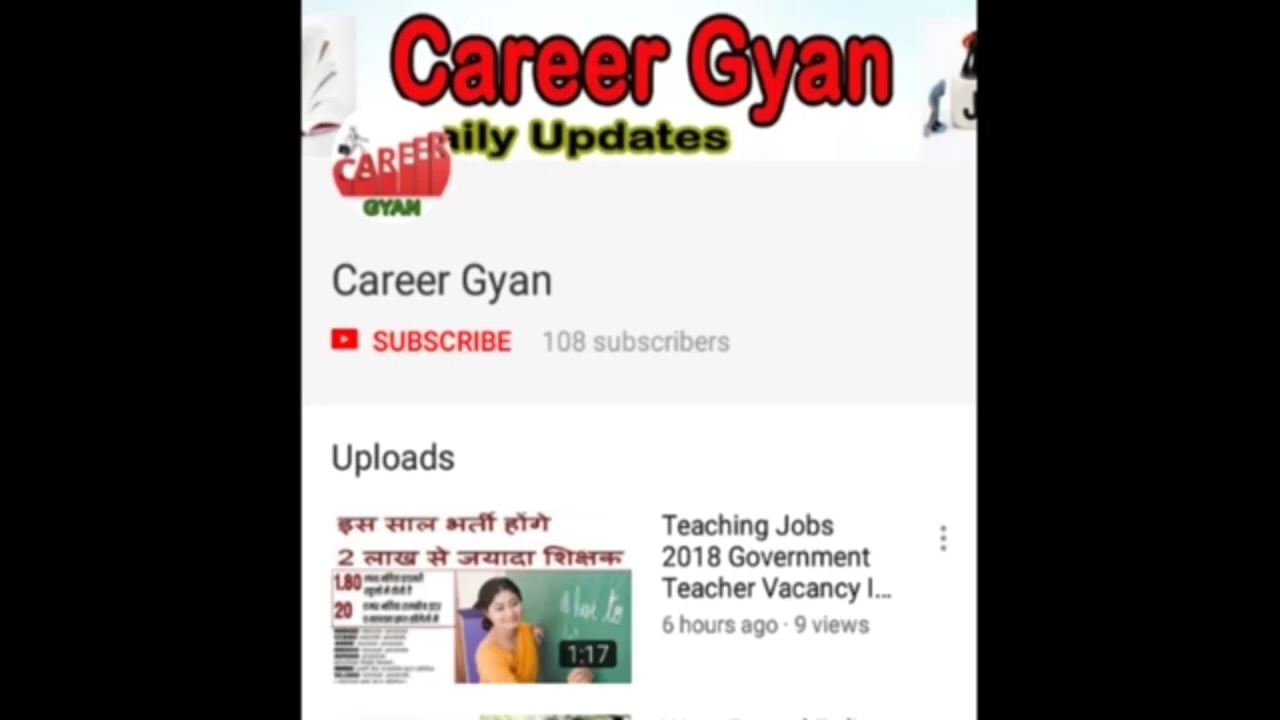 Career Gyan
aily Updates
CAREER
GYAN
Career Gyan
SUBSCRIBE 108 subscribers
Uploads
इस साल भर्ती होंगे
2 लाख से जयादा शिक्षक
1.80
20
1:17
Teaching Jobs
2018 Government
Teacher Vacancy I...
6 hours ago · 9 views